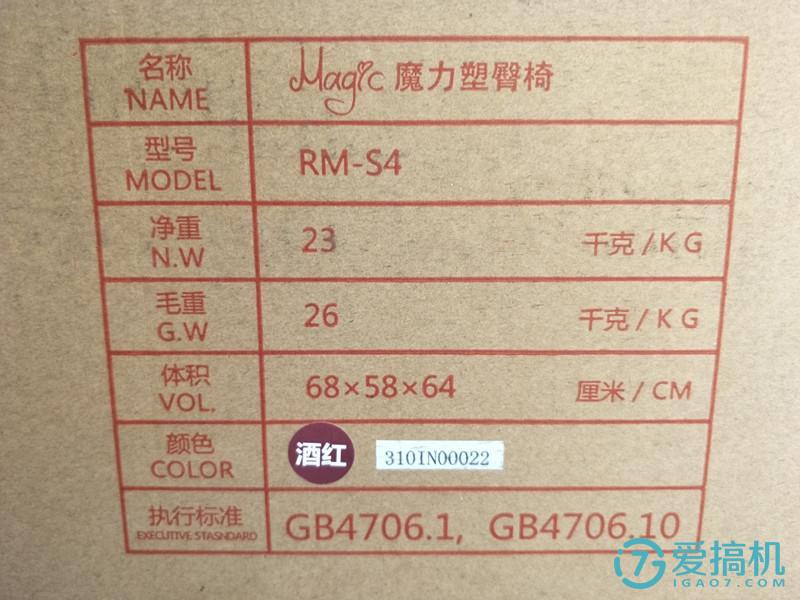 名称
NAME
Magic 魔力塑臀椅
型号
MODEL
RM-S4
净重
N.W
23 千克 / K G
毛重
G.W
26 千克 / K G
体积
VOL.
68×58×64 厘米 / CM
颜色
COLOR
酒红 310IN00022
执行标准
EXECUTIVE STASNDARD
GB4706.1, GB4706.10
爱搞机
IGAO7.COM